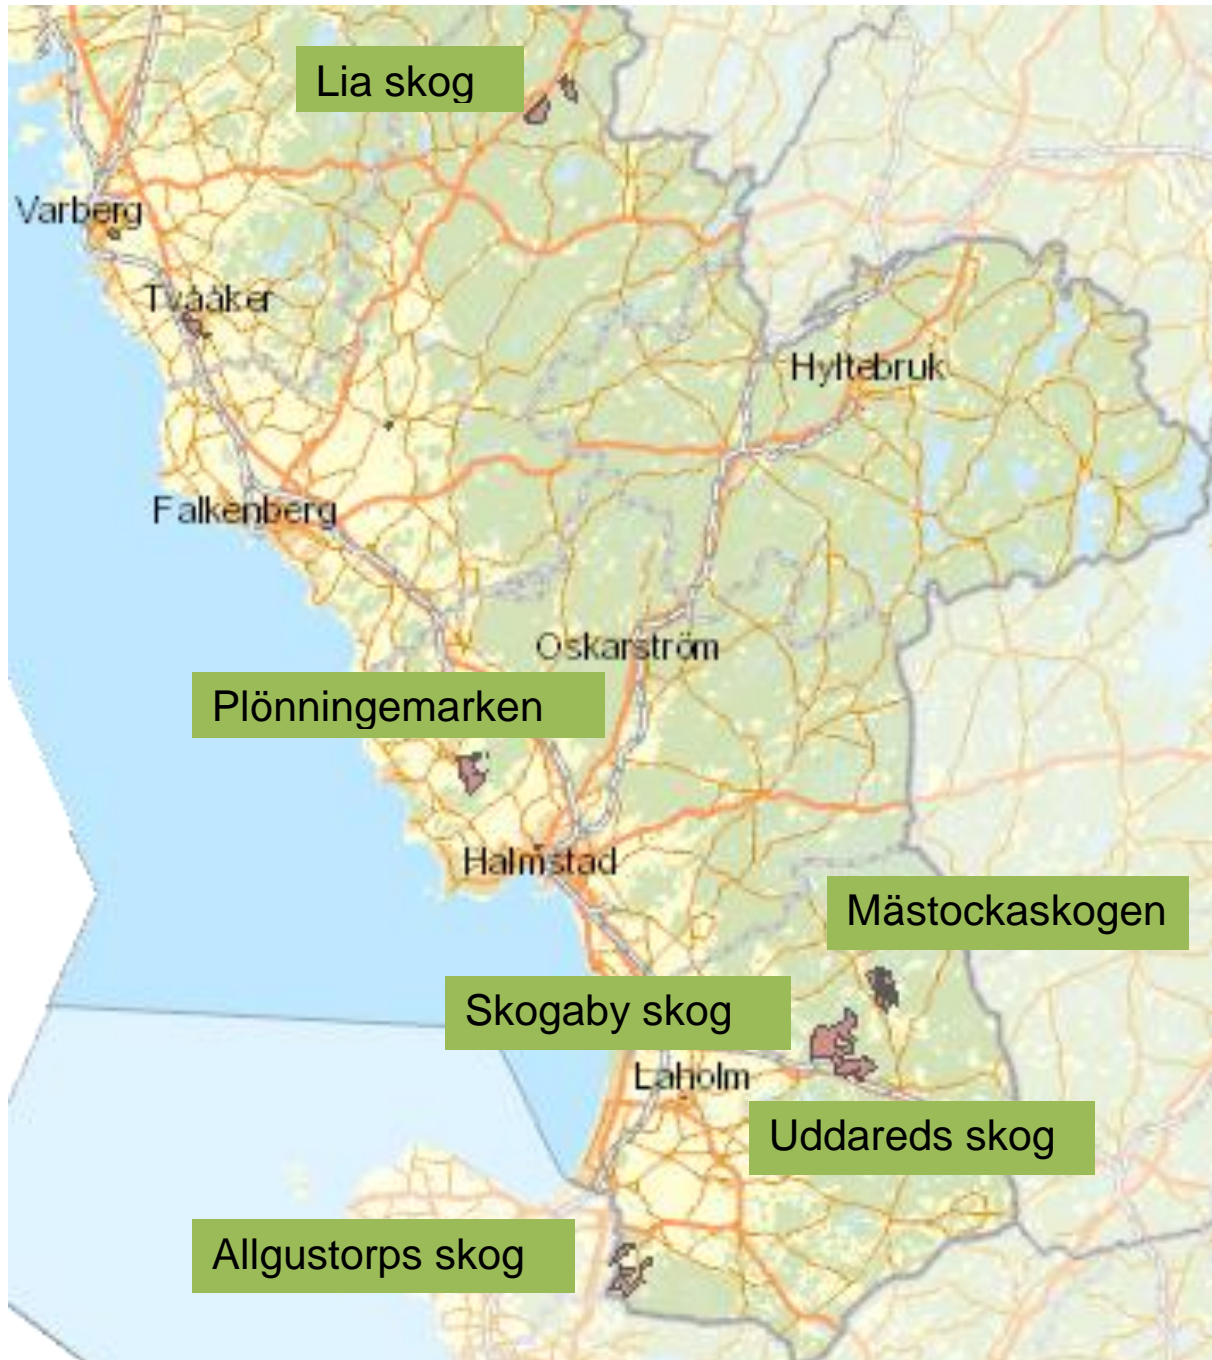 Lia skog
Varberg
Tvååker
Hyltebruk
Falkenberg
Oskarström
Plönningemarken
Halmstad
Mästockaskogen
Skogaby skog
Laholm
Uddareds skog
Allgustorps skog